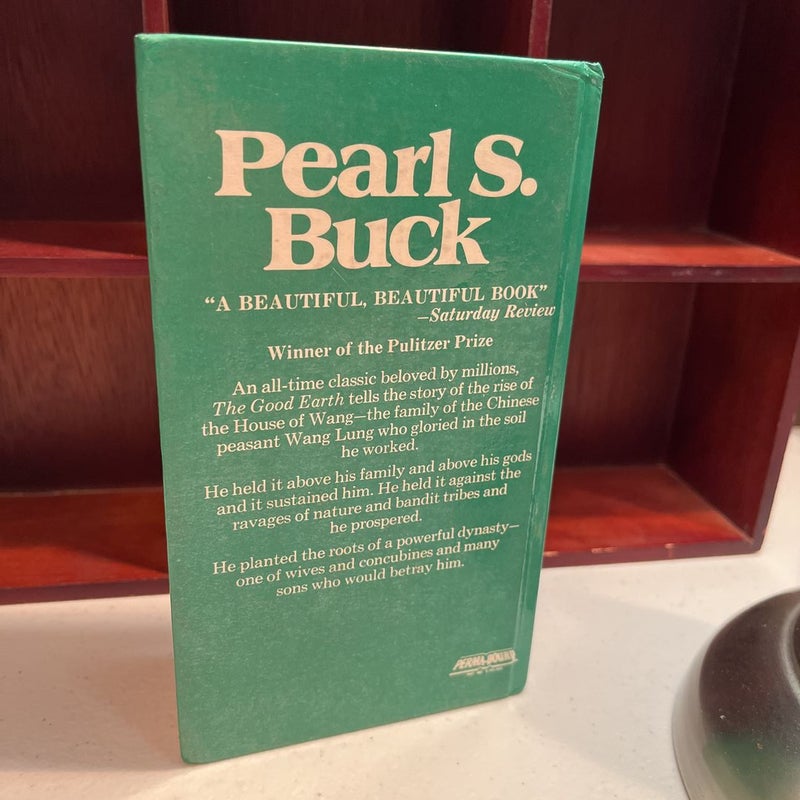 Pearl S.
Buck
“A BEAUTIFUL, BEAUTIFUL BOOK”
—Saturday Review
Winner of the Pulitzer Prize
An all-time classic beloved by millions,
The Good Earth tells the story of the rise of
the House of Wang—the family of the Chinese
peasant Wang Lung who gloried in the soil
he worked.
He held it above his family and above his gods
and it sustained him. He held it against the
ravages of nature and bandit tribes and
he prospered.
He planted the roots of a powerful dynasty—
one of wives and concubines and many
sons who would betray him.
PERMA-BOUND